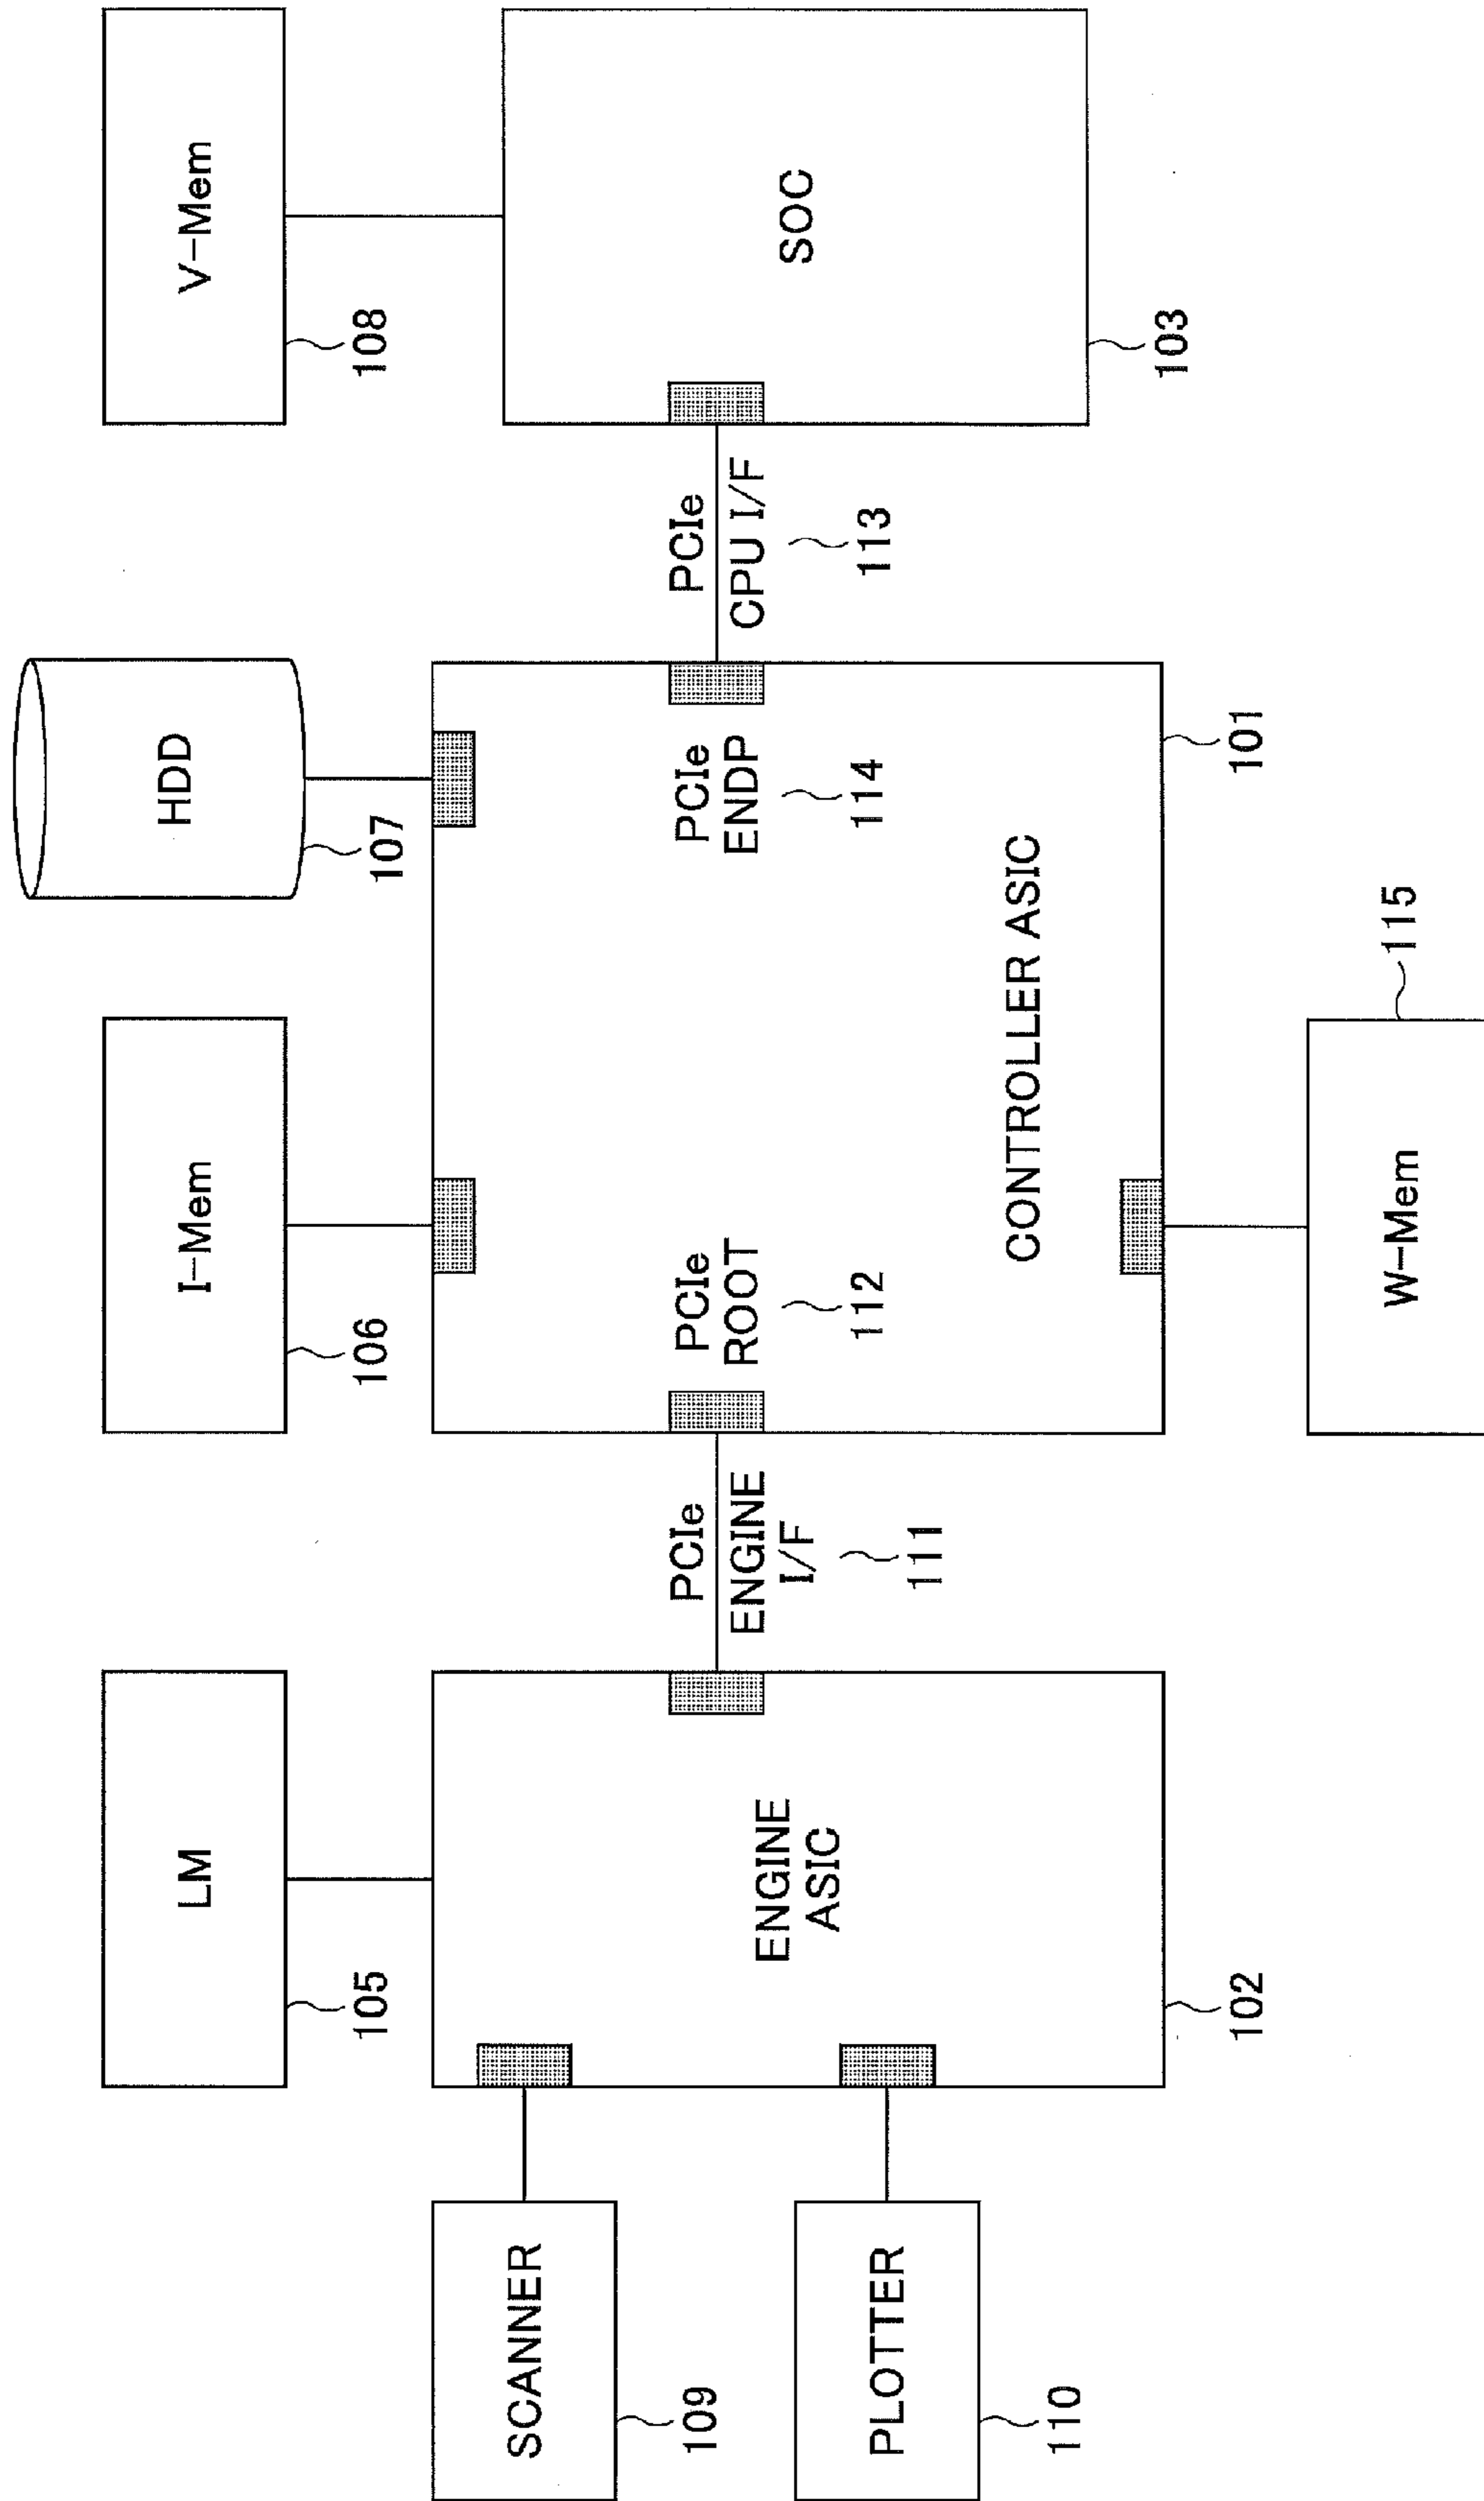 LM
105
I-Mem
106
HDD
107
V-Mem
108
SCANNER
109
PLOTTER
110
ENGINE
ASIC
102
PCIe
ENGINE
I/F
111
PCIe
ROOT
112
PCIe
ENDP
114
CONTROLLER ASIC
101
PCIe
CPU I/F
113
SOC
103
W-Mem
115